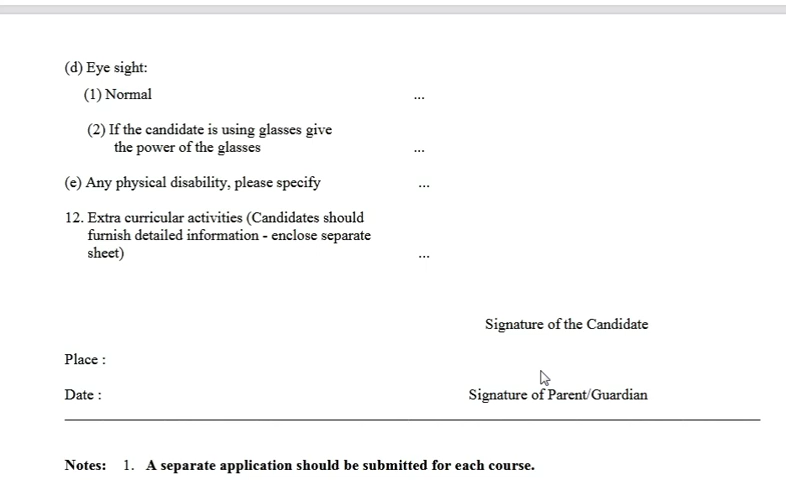 (d) Eye sight:
(1) Normal ...
(2) If the candidate is using glasses give
the power of the glasses ...
(e) Any physical disability, please specify ...
12. Extra curricular activities (Candidates should
furnish detailed information - enclose separate
sheet) ...
Signature of the Candidate
Place :
Date : Signature of Parent/Guardian
Notes: 1. A separate application should be submitted for each course.